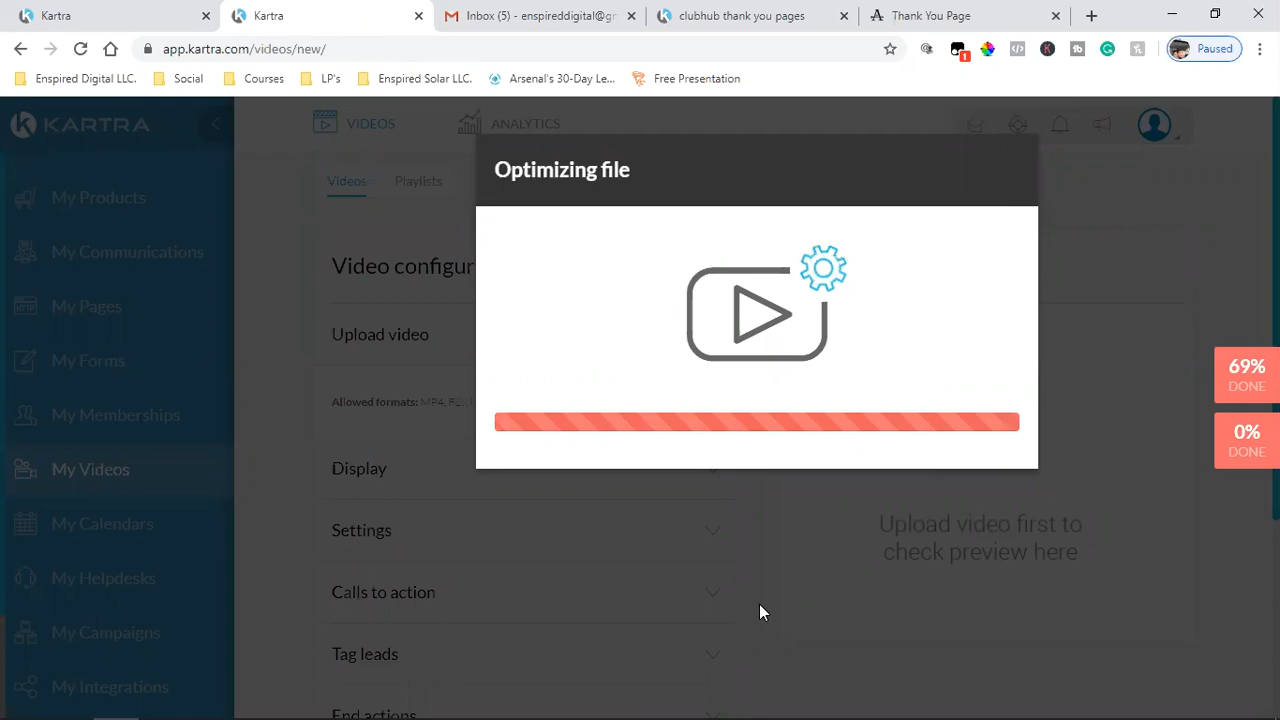 Kartra
Kartra
Inbox (5) - enspireddigital@gr
clubhub thank you pages
Thank You Page
app.kartra.com/videos/new/
1
Paused
Enspired Digital LLC.
Social
Courses
LP's
Enspired Solar LLC.
Arsenal's 30-Day Le...
Free Presentation
KARTRA
VIDEOS
ANALYTICS
Optimizing file
Videos
Playlists
My Products
My Communications
My Pages
My Forms
My Memberships
My Videos
My Calendars
My Helpdesks
My Campaigns
My Integrations
Video configur
Upload video
Allowed formats: MP4,
Display
Settings
Calls to action
Tag leads
End actions
Upload video first to
check preview here
69%
DONE
0%
DONE